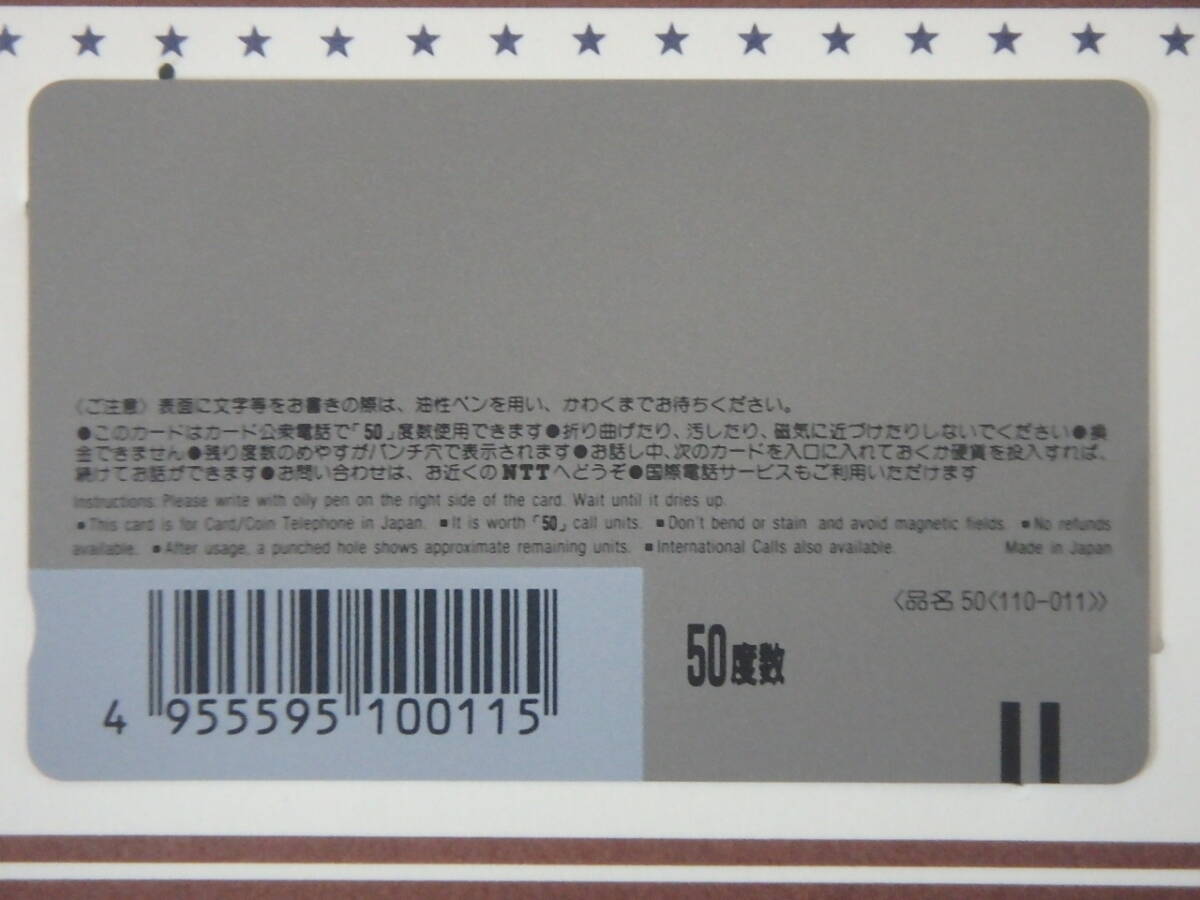 〈ご注意〉表面に文字等をお書きの際は、油性ペンを用い、かわくまでお待ちください。
●このカードはカード公衆電話で「50」度数使用できます●折り曲げたり、汚したり、磁気に近づけたりしないでください●換
金できません●残り度数のめやすがパンチ穴で表示されます●お話し中、次のカードを入口に入れておくか硬貨を投入すれば、
続けてお話ができます●お問い合わせは、お近くのNTTへどうぞ●国際電話サービスもご利用いただけます
Instructions: Please write with oily pen on the right side of the card. Wait until it dries up.
■This card is for Card/Coin Telephone in Japan. ■It is worth「50」call units. ■Don't bend or stain and avoid magnetic fields. ■No refunds
available. ■After usage, a punched hole shows approximate remaining units. ■International Calls also available. Made in Japan
〈品名 50〈110-011〉〉
50度数
4 955595 100115